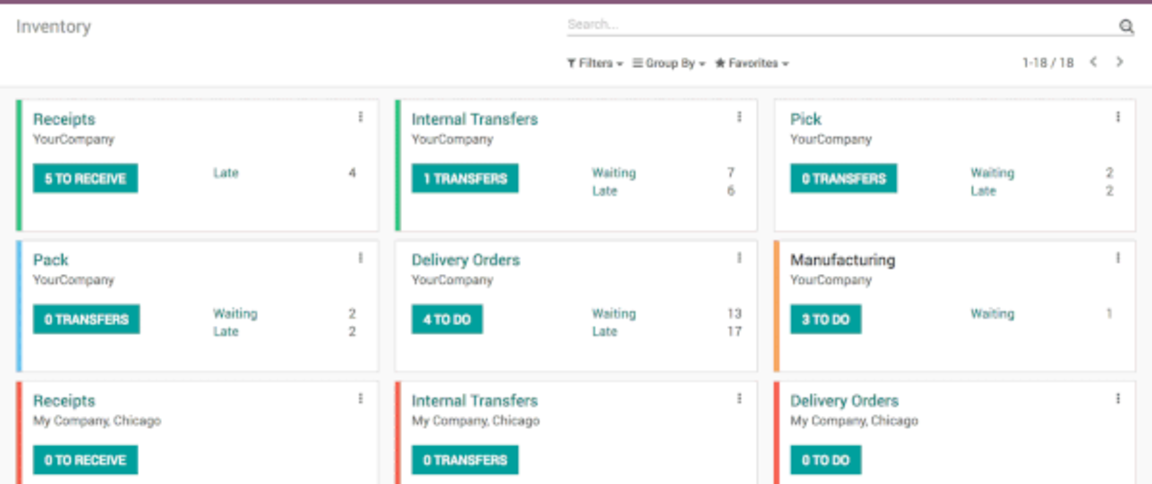 Inventory
Search...
Filters Group By Favorites 1-18 / 18
Receipts
YourCompany
5 TO RECEIVE
Late 4
Internal Transfers
YourCompany
1 TRANSFERS
Waiting 7
Late 6
Pick
YourCompany
0 TRANSFERS
Waiting 2
Late 2
Pack
YourCompany
0 TRANSFERS
Waiting 2
Late 2
Delivery Orders
YourCompany
4 TO DO
Waiting 13
Late 17
Manufacturing
YourCompany
3 TO DO
Waiting 1
Receipts
My Company, Chicago
0 TO RECEIVE
Internal Transfers
My Company, Chicago
0 TRANSFERS
Delivery Orders
My Company, Chicago
0 TO DO